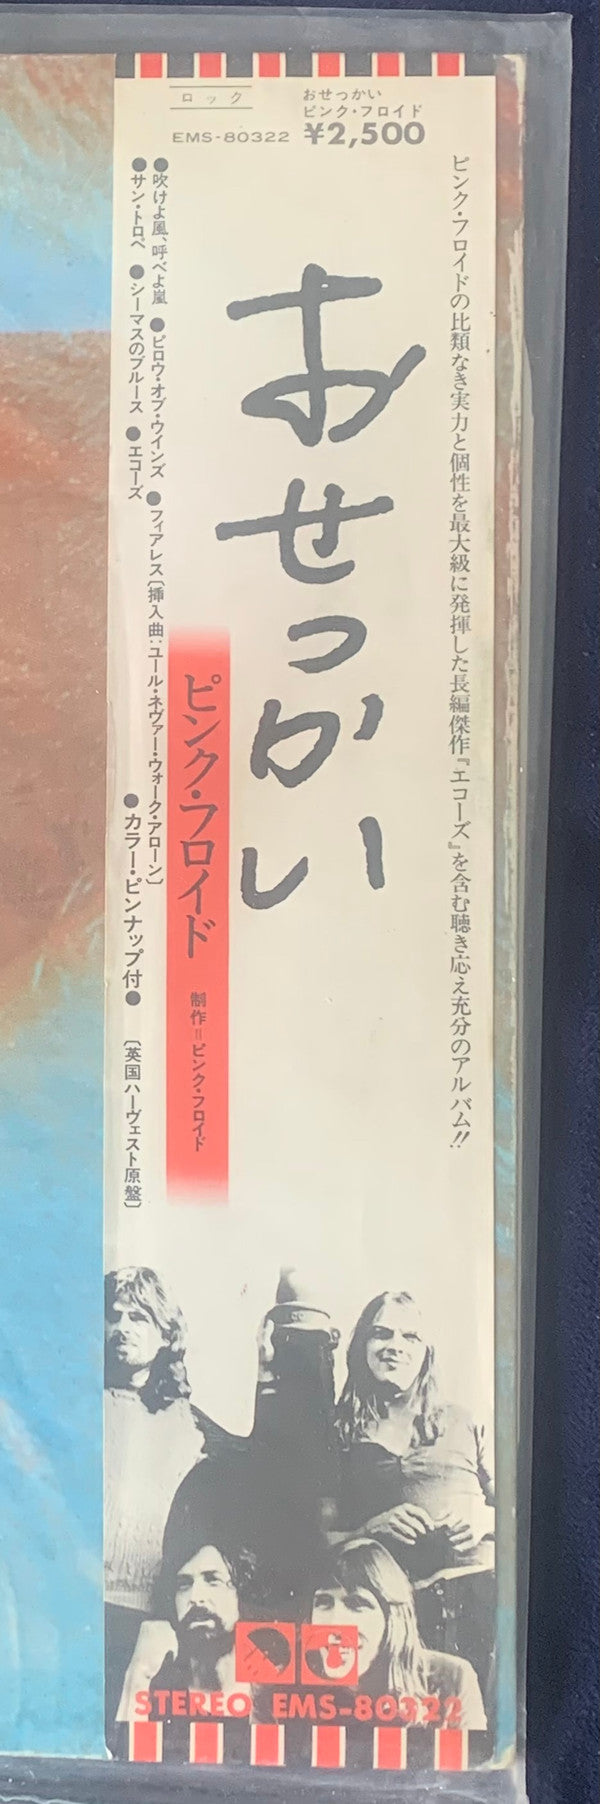 ロック
EMS-80322
おせっかい
ピンク・フロイド
¥2,500
ピンク・フロイドの比類なき実力と個性を最大級に発揮した長編傑作『エコーズ』を含む聴き応え充分のアルバム!!
おせっかい
ピンク・フロイド 制作=ピンク・フロイド
●吹けよ風、呼べよ嵐 ●ピロウ・オブ・ウインズ ●フィアレス〔挿入曲:ユール・ネヴァー・ウォーク・アローン〕
●サン・トロペ ●シーマスのブルース ●エコーズ
●カラー・ピンナップ付● 〔英国ハーヴェスト原盤〕
STEREO EMS-80322